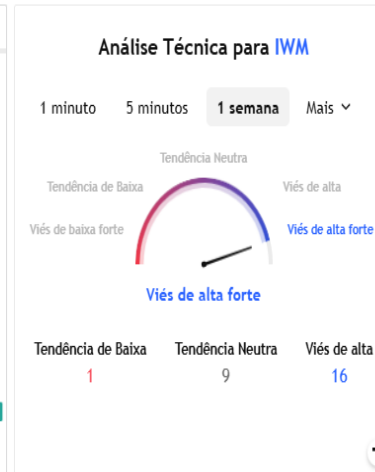 Análise Técnica para IWM
1 minuto 5 minutos 1 semana Mais
Tendência Neutra
Tendência de Baixa Viés de alta
Viés de baixa forte Viés de alta forte
Viés de alta forte
Tendência de Baixa Tendência Neutra Viés de alta
1 9 16